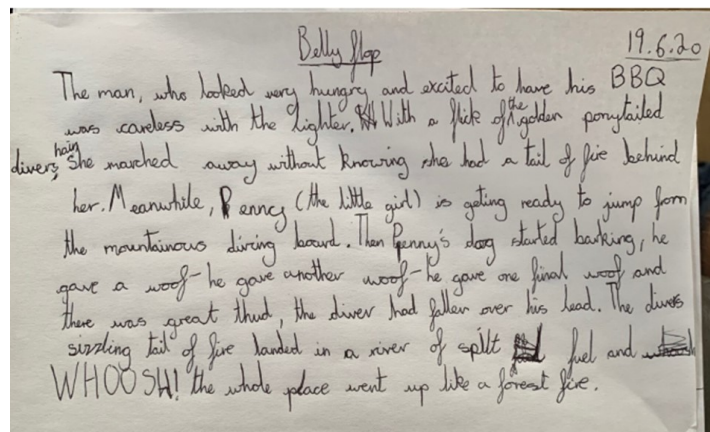 Belly flop
19.6.20
The man, who looked very hungry and excited to have his BBQ
was careless with the lighter. With a flick of the golden ponytailed
divers hair, she marched away without knowing she had a tail of fire behind
her. Meanwhile, Penney (the little girl) is geting ready to jump from
the mountainous diving board. Then Penny's dog started barking, he
gave a woof-he gave another woof-he gave one final woof and
there was great thud, the diver had fallen over his lead. The divers
sizzling tail of fire landed in a river of spilt fuel and
WHOOSH! the whole place went up like a forest fire.